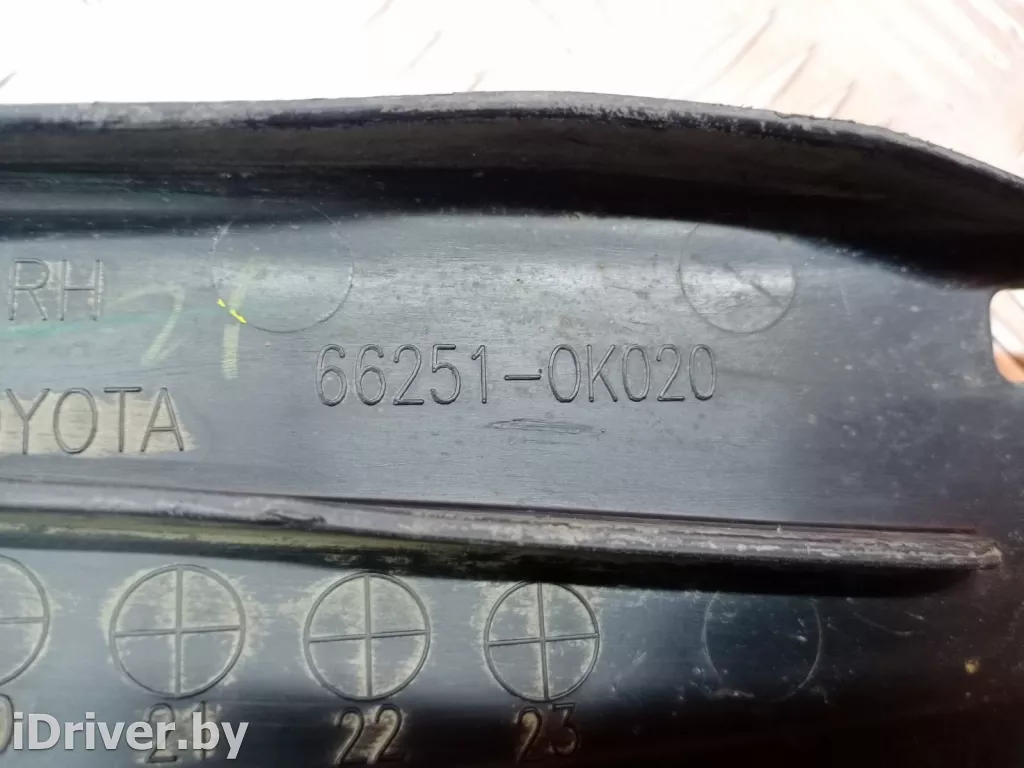 RH
66251-0K020
OYOTA
21 22 23
iDriver.by